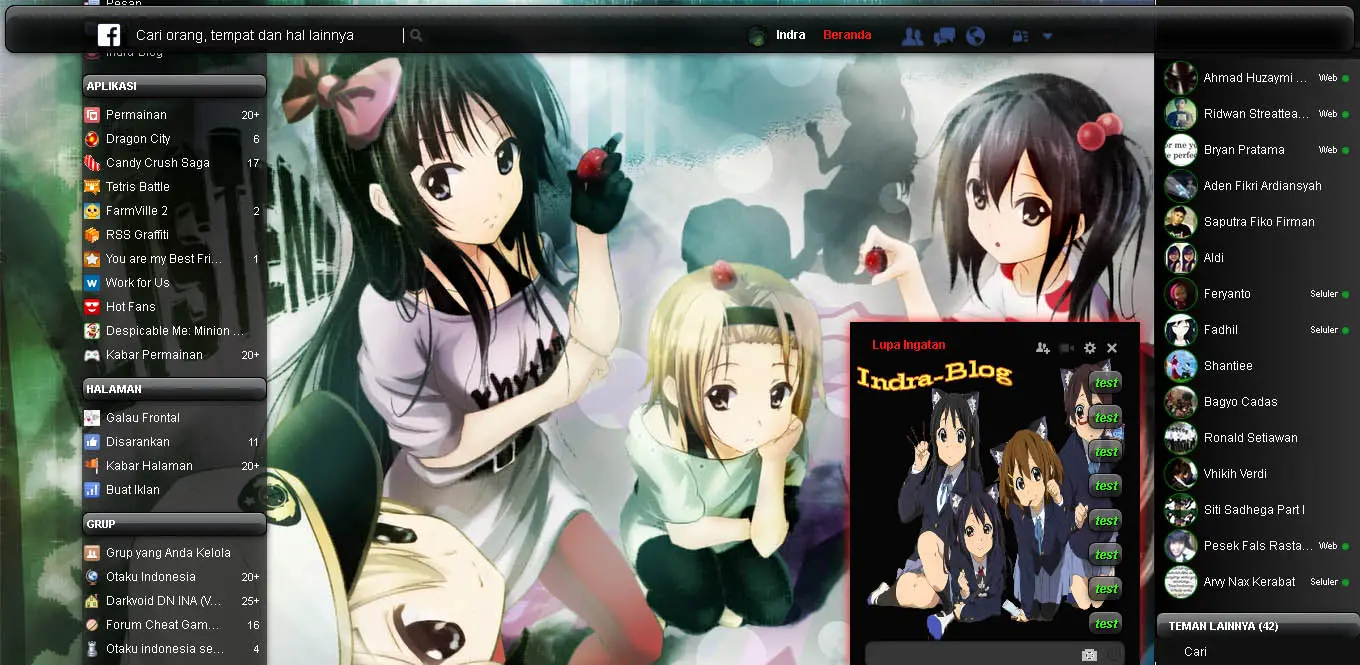 Pesan
Cari orang, tempat dan hal lainnya
Indra
Beranda
Indra Blog
APLIKASI
Permainan 20+
Dragon City 6
Candy Crush Saga 17
Tetris Battle
FarmVille 2 2
RSS Graffiti
You are my Best Fri... 1
Work for Us
Hot Fans
Despicable Me: Minion ...
Kabar Permainan 20+
HALAMAN
Galau Frontal
Disarankan 11
Kabar Halaman 20+
Buat Iklan
GRUP
Grup yang Anda Kelola
Otaku Indonesia 20+
Darkvoid DN INA (V... 25+
Forum Cheat Gam... 16
Otaku indonesia se... 4
Lupa Ingatan
Indra-Blog
test
test
test
test
test
test
test
test
Ahmad Huzaymi ... Web
Ridwan Streattea... Web
Bryan Pratama Web
Aden Fikri Ardiansyah
Saputra Fiko Firman
Aldi
Feryanto Seluler
Fadhil Seluler
Shantiee
Bagyo Cadas
Ronald Setiawan
Vhikih Verdi
Siti Sadhega Part I
Pesek Fals Rasta... Web
Arvy Nax Kerabat Seluler
TEMAN LAINNYA (42)
Cari